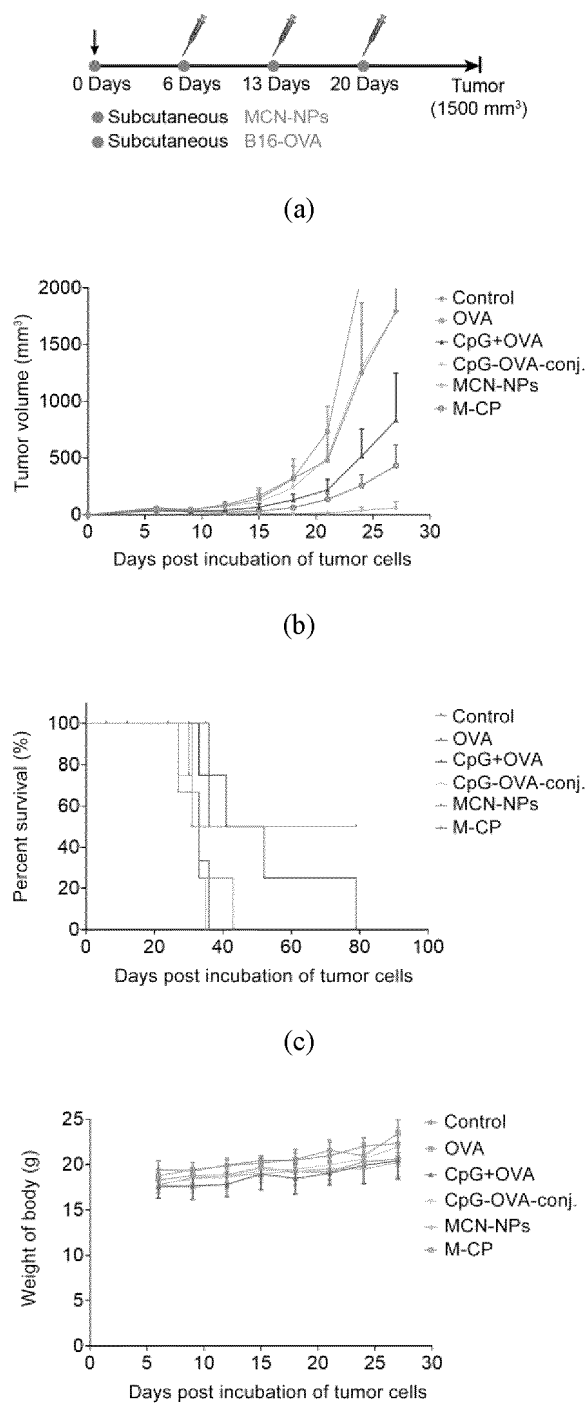 0 Days 6 Days 13 Days 20 Days Tumor
(1500 mm³)
Subcutaneous MCN-NPs
Subcutaneous B16-OVA
(a)
Tumor volume (mm³)
2000
1500
1000
500
0
0 5 10 15 20 25 30
Days post incubation of tumor cells
Control
OVA
CpG+OVA
CpG-OVA-conj.
MCN-NPs
M-CP
(b)
Percent survival (%)
100
80
60
40
20
0
0 20 40 60 80 100
Days post incubation of tumor cells
Control
OVA
CpG+OVA
CpG-OVA-conj.
MCN-NPs
M-CP
(c)
Weight of body (g)
25
20
15
10
5
0
0 5 10 15 20 25 30
Days post incubation of tumor cells
Control
OVA
CpG+OVA
CpG-OVA-conj.
MCN-NPs
M-CP